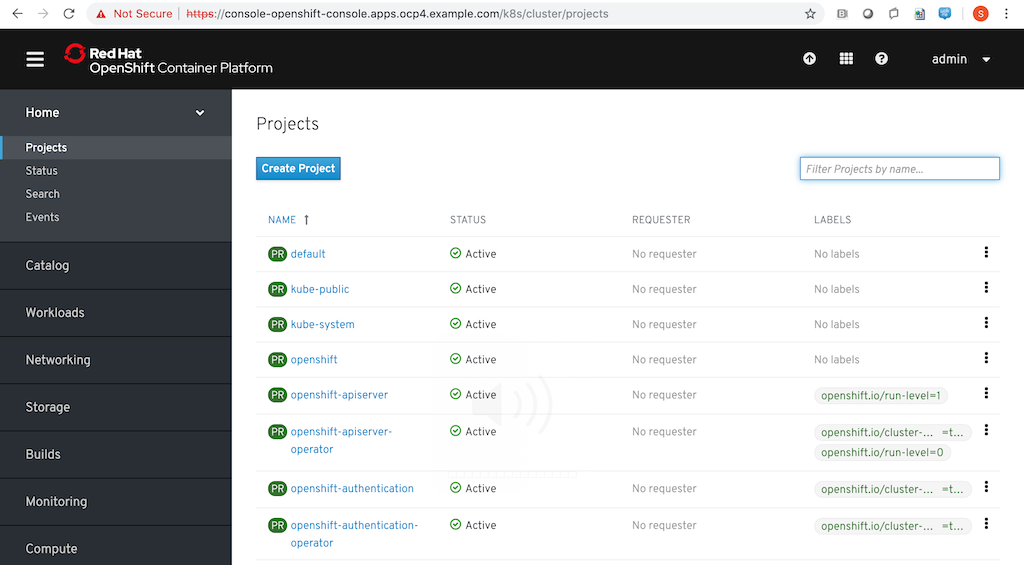 Not Secure | https://console-openshift-console.apps.ocp4.example.com/k8s/cluster/projects
S
Red Hat
OpenShift Container Platform
admin
Home
Projects
Status
Search
Events
Catalog
Workloads
Networking
Storage
Builds
Monitoring
Compute
Projects
Create Project
Filter Projects by name...
NAME ↑ STATUS REQUESTER LABELS
PR default Active No requester No labels
PR kube-public Active No requester No labels
PR kube-system Active No requester No labels
PR openshift Active No requester No labels
PR openshift-apiserver Active No requester openshift.io/run-level=1
PR openshift-apiserver- Active No requester openshift.io/cluster-... =t...
operator openshift.io/run-level=0
PR openshift-authentication Active No requester openshift.io/cluster-... =t...
PR openshift-authentication- Active No requester openshift.io/cluster-... =t...
operator